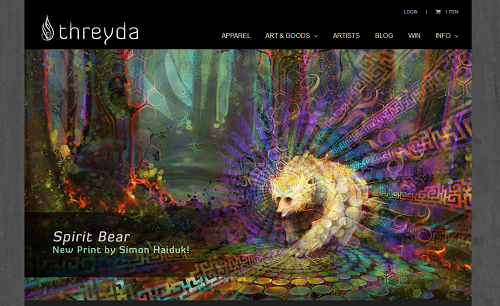 LOGIN | 1 ITEM
threyda
APPAREL ART & GOODS ARTISTS BLOG WIN INFO
Spirit Bear
New Print by Simon Haiduk!